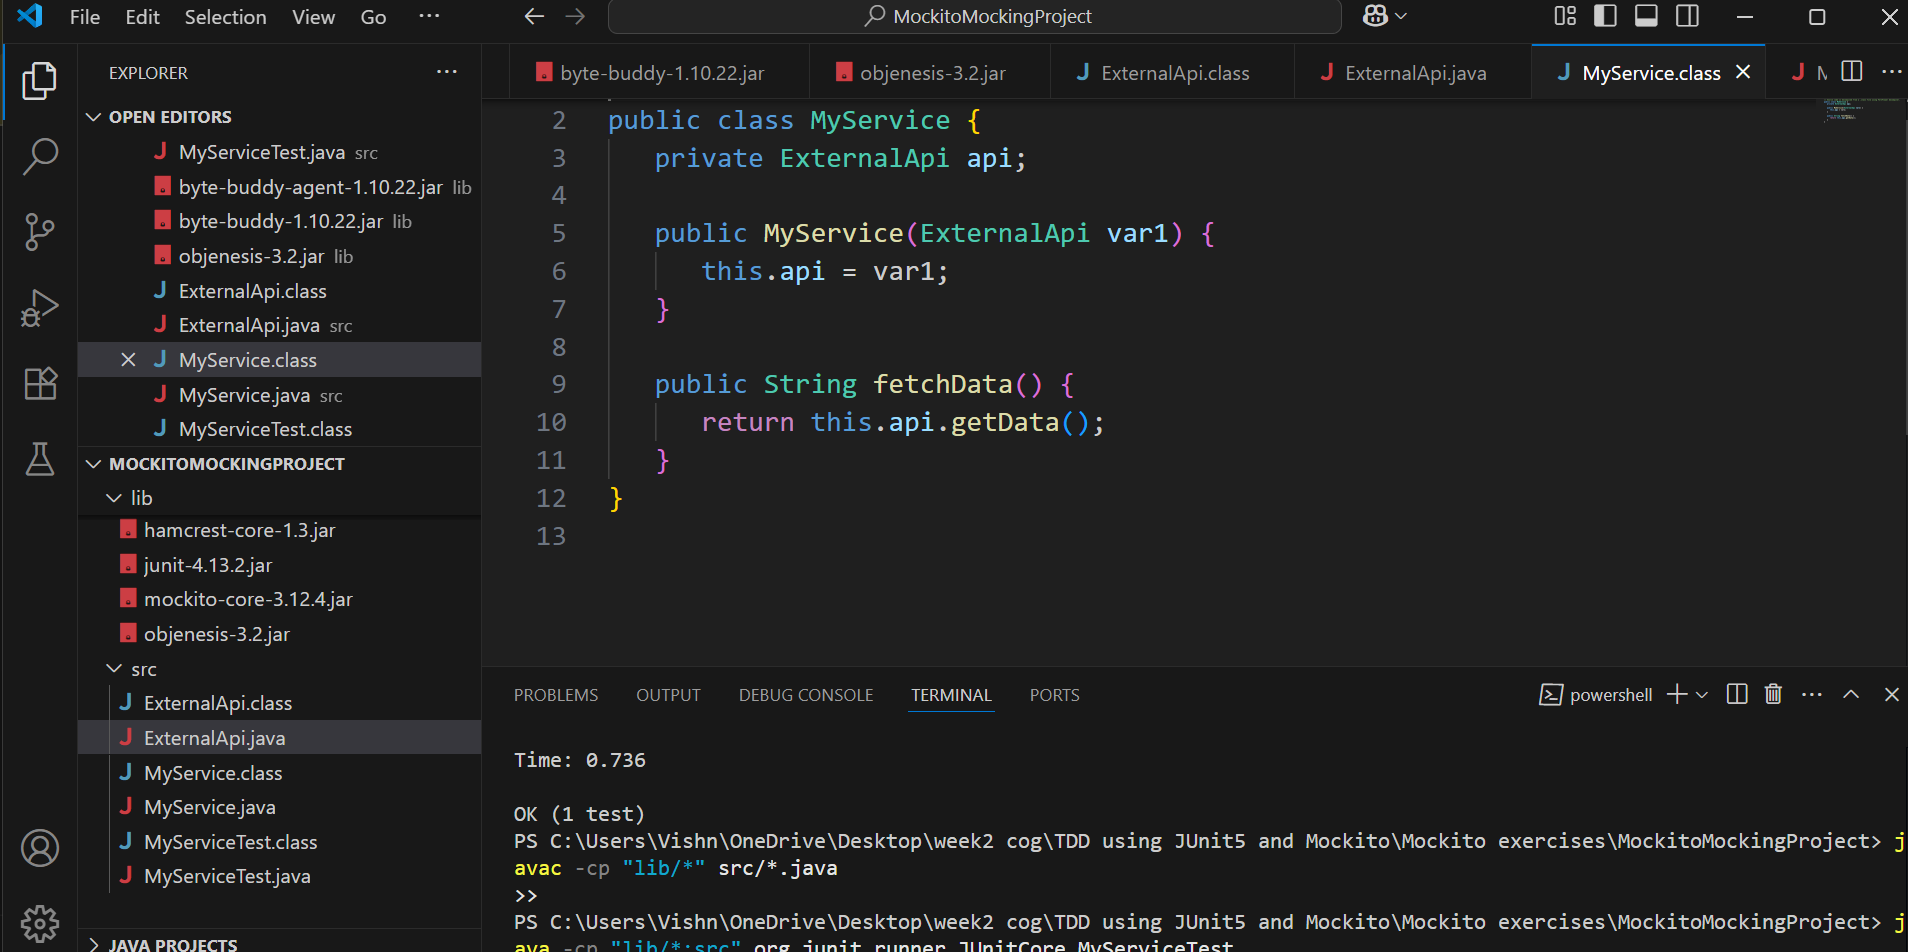 File Edit Selection View Go ···
MockitoMockingProject
EXPLORER
OPEN EDITORS
MyServiceTest.java src
byte-buddy-agent-1.10.22.jar lib
byte-buddy-1.10.22.jar lib
objenesis-3.2.jar lib
ExternalApi.class
ExternalApi.java src
MyService.class
MyService.java src
MyServiceTest.class
MOCKITOMOCKINGPROJECT
lib
hamcrest-core-1.3.jar
junit-4.13.2.jar
mockito-core-3.12.4.jar
objenesis-3.2.jar
src
ExternalApi.class
ExternalApi.java
MyService.class
MyService.java
MyServiceTest.class
MyServiceTest.java
JAVA PROJECTS
byte-buddy-1.10.22.jar objenesis-3.2.jar ExternalApi.class ExternalApi.java MyService.class
2 public class MyService {
3 private ExternalApi api;
4
5 public MyService(ExternalApi var1) {
6 this.api = var1;
7 }
8
9 public String fetchData() {
10 return this.api.getData();
11 }
12 }
13
PROBLEMS OUTPUT DEBUG CONSOLE TERMINAL PORTS
powershell
Time: 0.736
OK (1 test)
PS C:\Users\Vishn\OneDrive\Desktop\week2 cog\TDD using JUnit5 and Mockito\Mockito exercises\MockitoMockingProject> j
avac -cp "lib/*" src/*.java
>>
PS C:\Users\Vishn\OneDrive\Desktop\week2 cog\TDD using JUnit5 and Mockito\Mockito exercises\MockitoMockingProject> j
ava -cp "lib/*;src" org.junit.runner.JUnitCore MyServiceTest